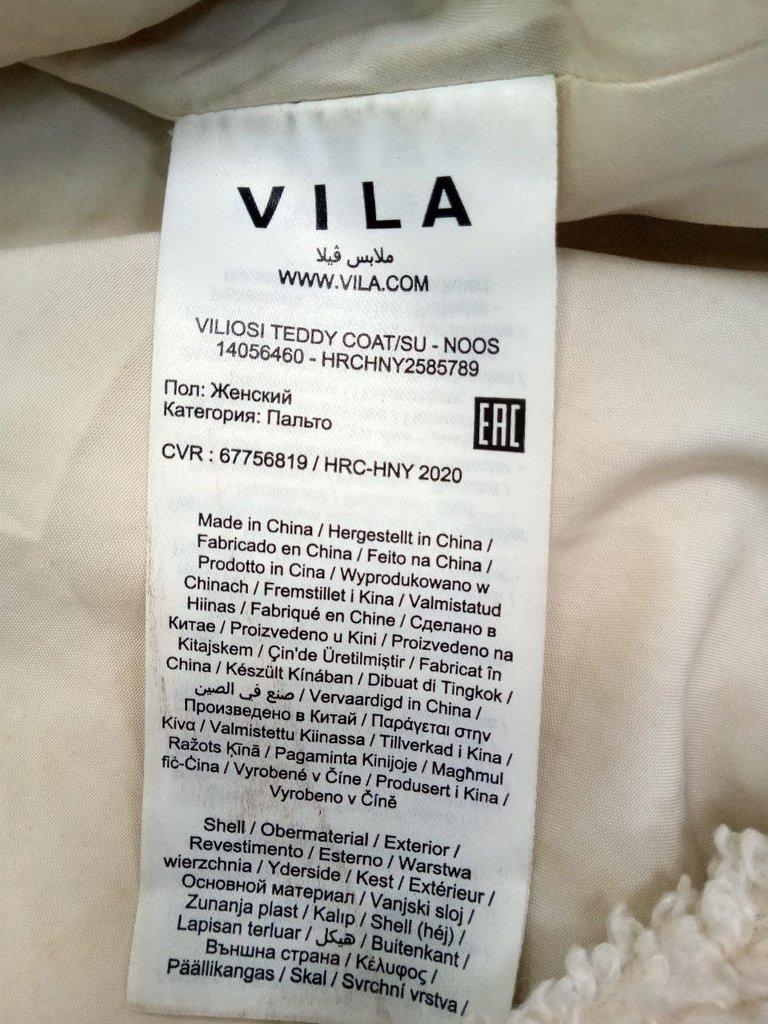 VILA
ملابس ڤيلا
WWW.VILA.COM
VILIOSI TEDDY COAT/SU - NOOS
14056460 - HRCHNY2585789
Пол: Женский
Категория: Пальто
EAC
CVR : 67756819 / HRC-HNY 2020
Made in China / Hergestellt in China /
Fabricado en China / Feito na China /
Prodotto in Cina / Wyprodukowano w
Chinach / Fremstillet i Kina / Valmistatud
Hiinas / Fabriqué en Chine / Сделано в
Китае / Proizvedeno u Kini / Proizvedeno na
Kitajskem / Çin'de Üretilmiştir / Fabricat în
China / Készült Kínában / Dibuat di Tingkok /
صنع في الصين / Vervaardigd in China /
Произведено в Китай / Παράγεται στην
Κίνα / Valmistettu Kiinassa / Tillverkad i Kina /
Ražots Ķīnā / Pagaminta Kinijoje / Magħmul
fiċ-Ċina / Vyrobené v Číne / Produsert i Kina /
Vyrobeno v Číně
Shell / Obermaterial / Exterior /
Revestimento / Esterno / Warstwa
wierzchnia / Yderside / Kest / Extérieur /
Основной материал / Vanjski sloj /
Zunanja plast / Kalıp / Shell (héj) /
Lapisan terluar / هيكل / Buitenkant /
Външна страна / Κέλυφος /
Päällikangas / Skal / Svrchní vrstva /